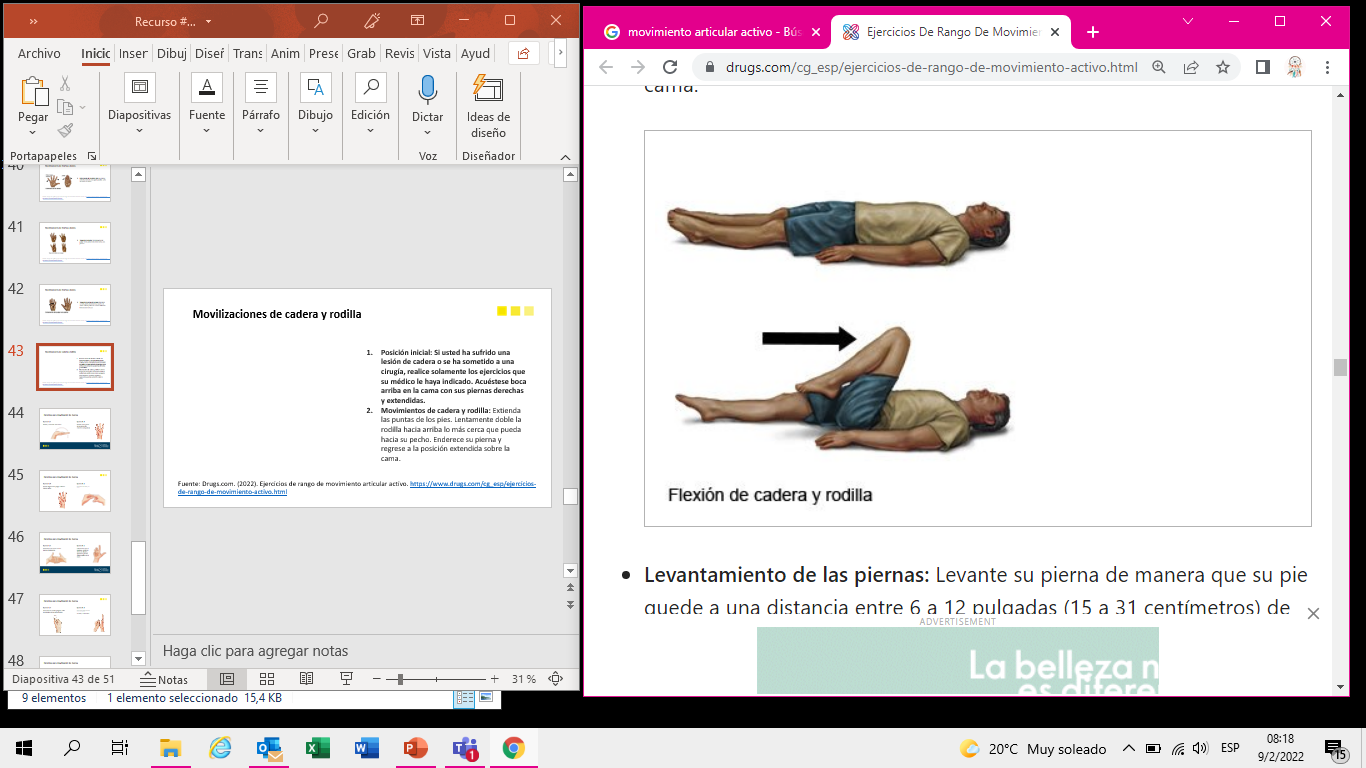 Recurso #...
Archivo Inicio Inser Dibuj Diseñ Trans Anim Prese Grab Revis Vista Ayud
Pegar
Diapositivas
Fuente
Párrafo
Dibujo
Edición
Dictar
Ideas de
diseño
Portapapeles
Voz
Diseñador
40
41
42
43
44
45
46
47
48
Movilizaciones de cadera y rodilla
1. Posición inicial: Si usted ha sufrido una
lesión de cadera o se ha sometido a una
cirugía, realice solamente los ejercicios que
su médico le haya indicado. Acuéstese boca
arriba en la cama con sus piernas derechas
y extendidas.
2. Movimientos de cadera y rodilla: Extienda
las puntas de los pies. Lentamente doble la
rodilla hacia arriba lo más cerca que pueda
hacia su pecho. Enderece su pierna y
regrese a la posición extendida sobre la
cama.
Fuente: Drugs.com. (2022). Ejercicios de rango de movimiento articular activo. https://www.drugs.com/cg_esp/ejercicios-
de-rango-de-movimiento-activo.html
Haga clic para agregar notas
Diapositiva 43 de 51
Notas
31 %
9 elementos 1 elemento seleccionado 15,4 KB
movimiento articular activo - Bús
Ejercicios De Rango De Movimier
drugs.com/cg_esp/ejercicios-de-rango-de-movimiento-activo.html
cama.
Flexión de cadera y rodilla
• Levantamiento de las piernas: Levante su pierna de manera que su pie
quede a una distancia entre 6 a 12 pulgadas (15 a 31 centímetros) de
ADVERTISEMENT
La belleza n
es difere
20°C Muy soleado
ESP
08:18
9/2/2022
15
1